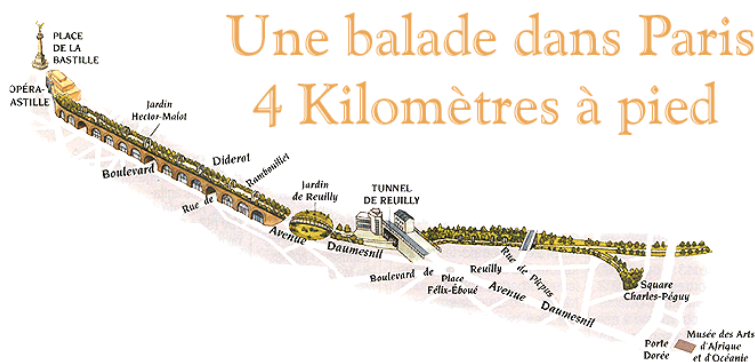 Une balade dans Paris
4 Kilomètres à pied
PLACE
DE LA
BASTILLE
OPÉRA-
ASTILLE
Jardin
Hector-Malot
Boulevard Diderot
Rue de Rambouillet
Jardin
de Reuilly
TUNNEL
DE REUILLY
Avenue Daumesnil
Boulevard de Reuilly
Place
Félix-Éboué
Rue de Picpus
Avenue Daumesnil
Square
Charles-Péguy
Porte
Dorée
Musée des Arts
d'Afrique
et d'Océanie